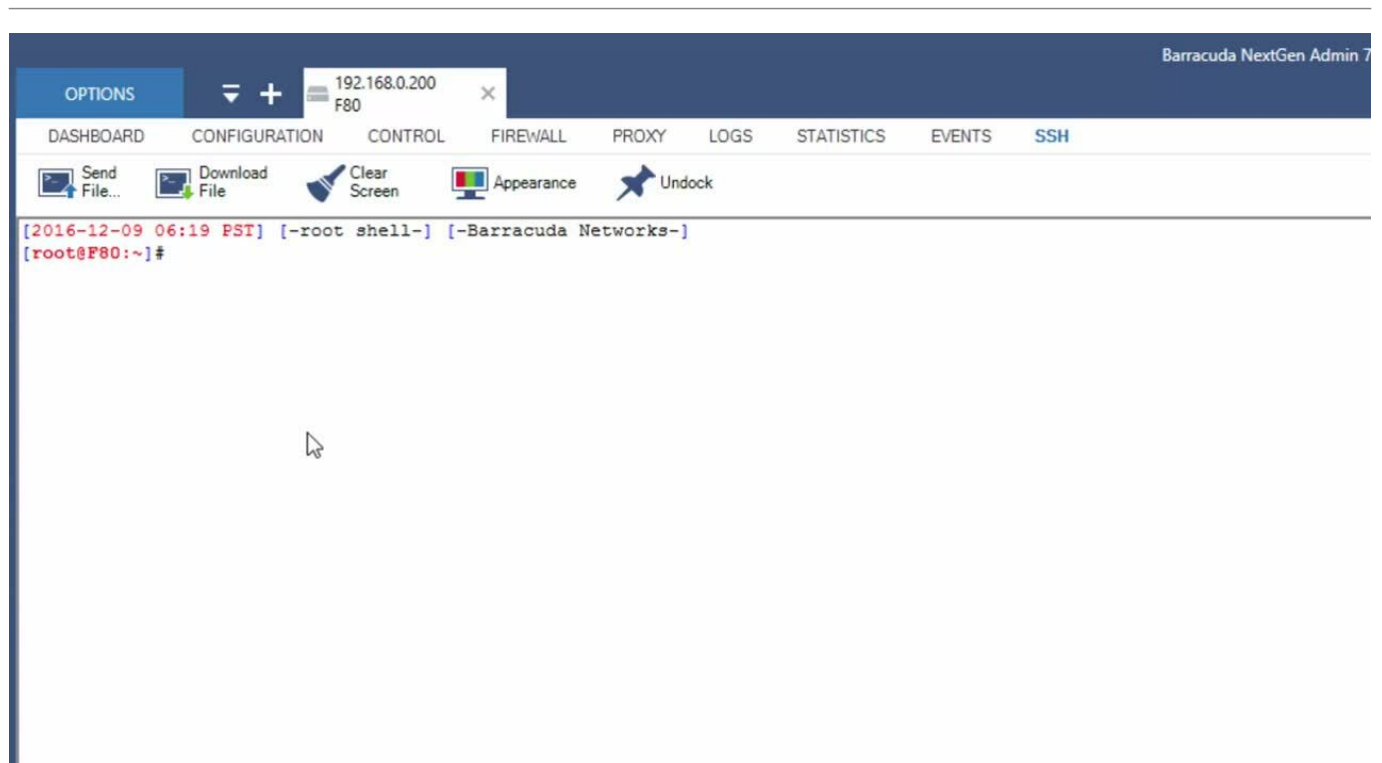 Barracuda NextGen Admin 7
OPTIONS
192.168.0.200
F80
DASHBOARD CONFIGURATION CONTROL FIREWALL PROXY LOGS STATISTICS EVENTS SSH
Send File... Download File Clear Screen Appearance Undock
[2016-12-09 06:19 PST] [-root shell-] [-Barracuda Networks-]
[root@F80:~]#